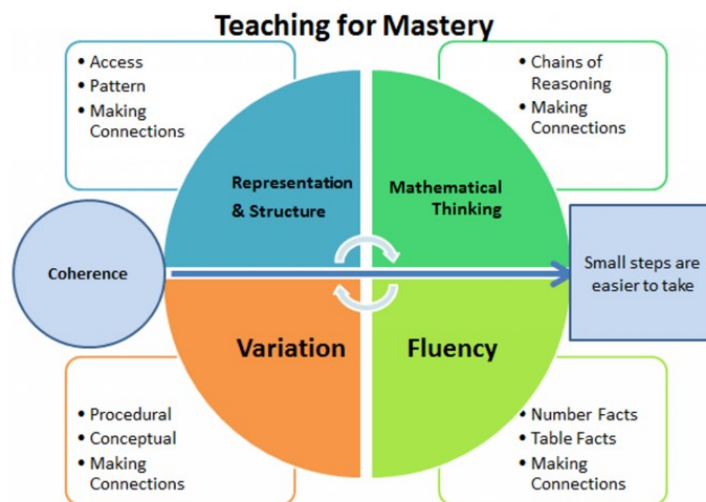 Teaching for Mastery
• Access
• Pattern
• Making
Connections
• Chains of
Reasoning
• Making
Connections
Representation
& Structure
Mathematical
Thinking
Coherence
Small steps are
easier to take
Variation
Fluency
• Procedural
• Conceptual
• Making
Connections
• Number Facts
• Table Facts
• Making
Connections